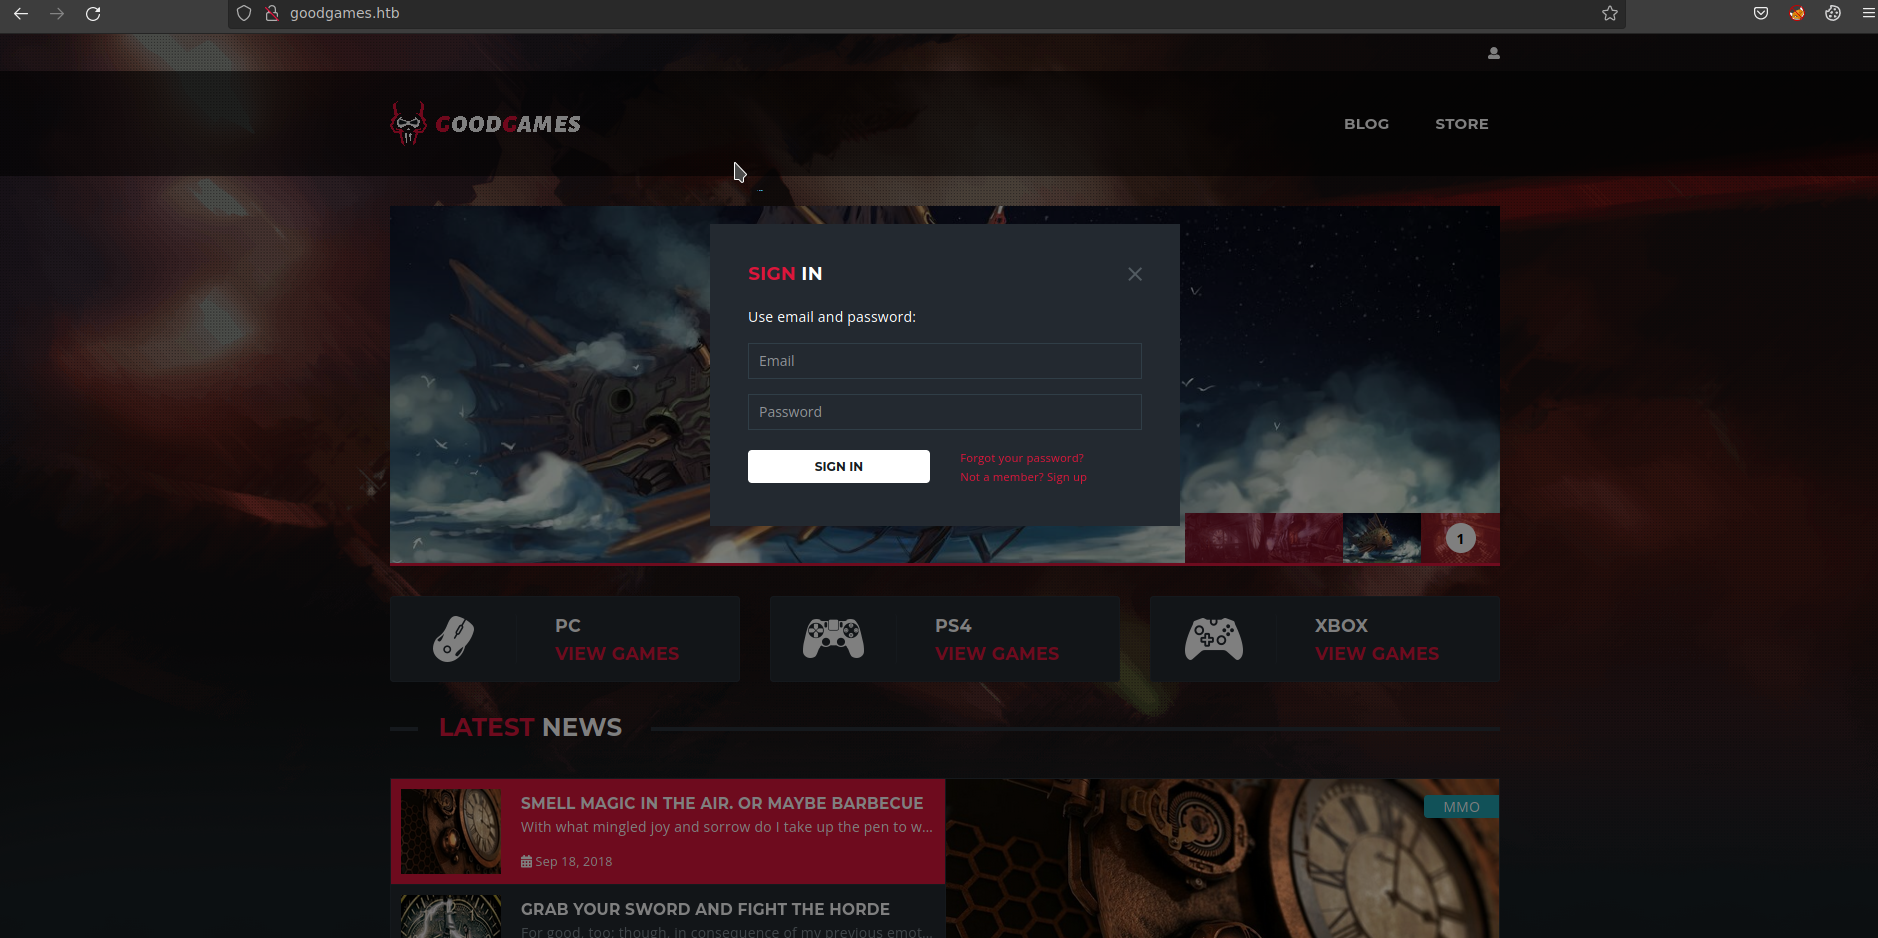 goodgames.htb
GOODGAMES
BLOG
STORE
SIGN IN
Use email and password:
Email
Password
SIGN IN
Forgot your password?
Not a member? Sign up
1
PC
VIEW GAMES
PS4
VIEW GAMES
XBOX
VIEW GAMES
LATEST NEWS
SMELL MAGIC IN THE AIR. OR MAYBE BARBECUE
With what mingled joy and sorrow do I take up the pen to w...
Sep 18, 2018
MMO
GRAB YOUR SWORD AND FIGHT THE HORDE
For good, too; though, in consequence of my previous emot...